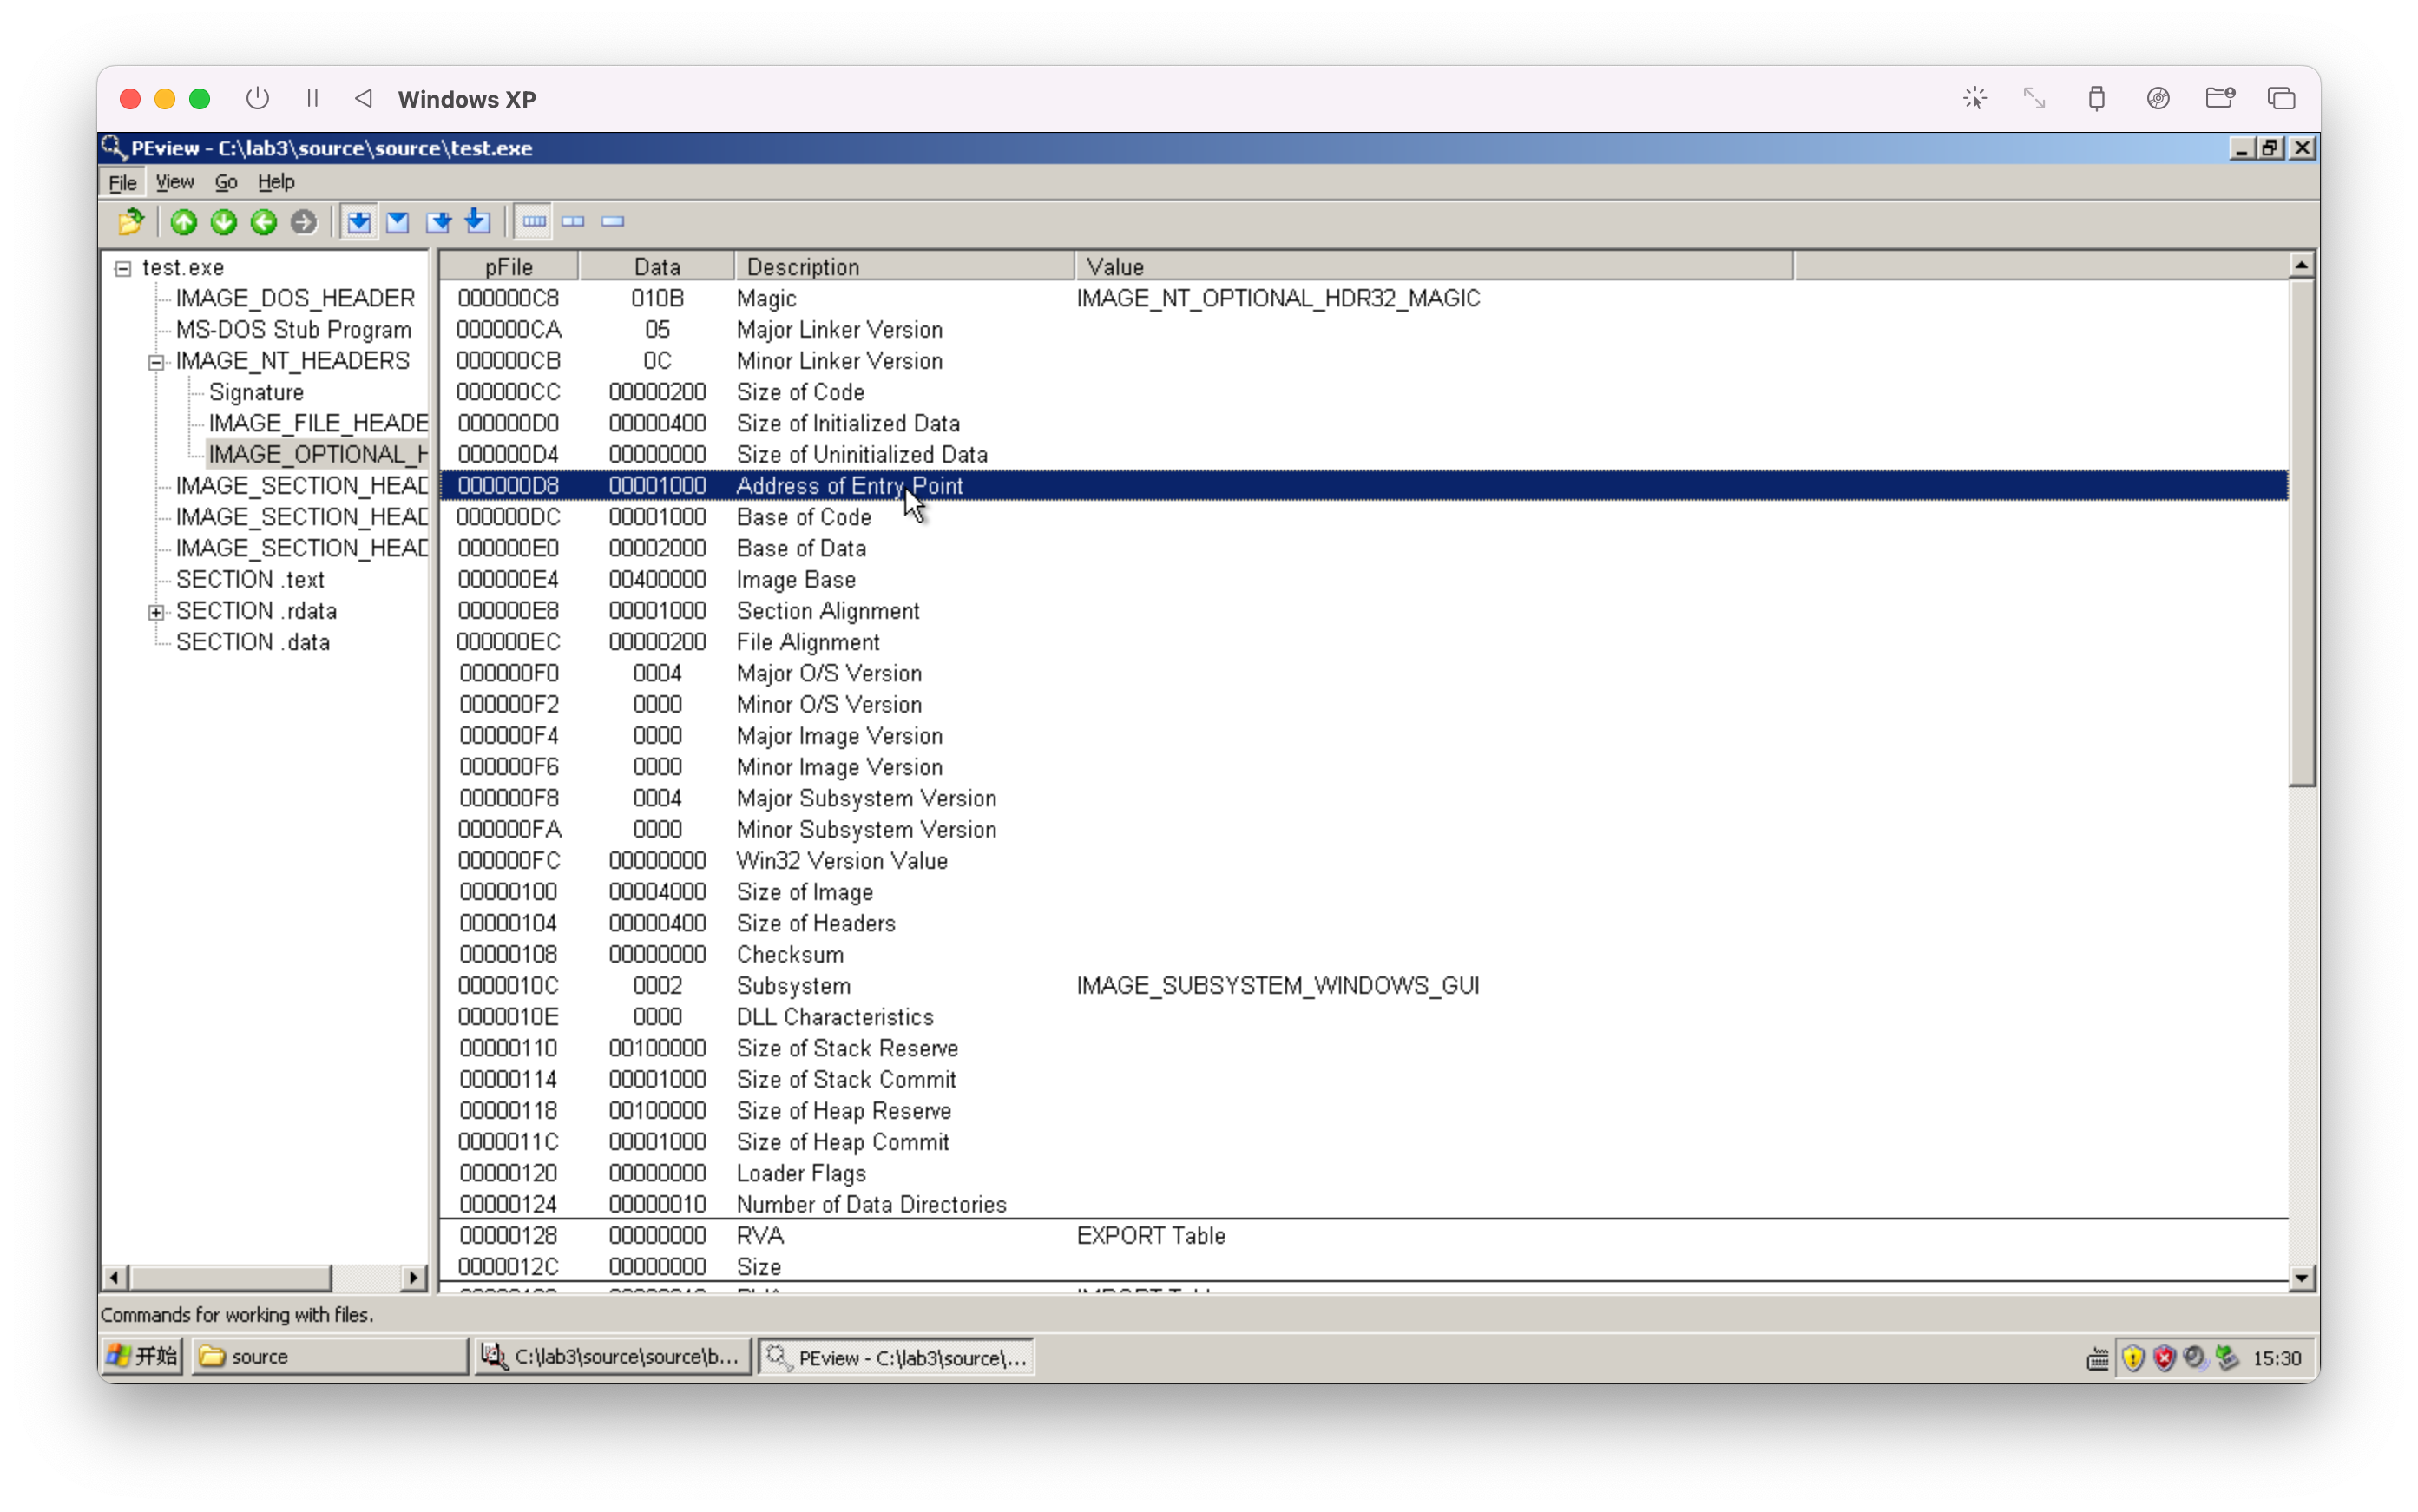 Windows XP
PEview - C:\lab3\source\source\test.exe
File View Go Help
test.exe
IMAGE_DOS_HEADER
MS-DOS Stub Program
IMAGE_NT_HEADERS
Signature
IMAGE_FILE_HEADE
IMAGE_OPTIONAL_H
IMAGE_SECTION_HEAD
IMAGE_SECTION_HEAD
IMAGE_SECTION_HEAD
SECTION .text
SECTION .rdata
SECTION .data
pFile Data Description Value
000000C8 010B Magic IMAGE_NT_OPTIONAL_HDR32_MAGIC
000000CA 05 Major Linker Version
000000CB 0C Minor Linker Version
000000CC 00000200 Size of Code
000000D0 00000400 Size of Initialized Data
000000D4 00000000 Size of Uninitialized Data
000000D8 00001000 Address of Entry Point
000000DC 00001000 Base of Code
000000E0 00002000 Base of Data
000000E4 00400000 Image Base
000000E8 00001000 Section Alignment
000000EC 00000200 File Alignment
000000F0 0004 Major O/S Version
000000F2 0000 Minor O/S Version
000000F4 0000 Major Image Version
000000F6 0000 Minor Image Version
000000F8 0004 Major Subsystem Version
000000FA 0000 Minor Subsystem Version
000000FC 00000000 Win32 Version Value
00000100 00004000 Size of Image
00000104 00000400 Size of Headers
00000108 00000000 Checksum
0000010C 0002 Subsystem IMAGE_SUBSYSTEM_WINDOWS_GUI
0000010E 0000 DLL Characteristics
00000110 00100000 Size of Stack Reserve
00000114 00001000 Size of Stack Commit
00000118 00100000 Size of Heap Reserve
0000011C 00001000 Size of Heap Commit
00000120 00000000 Loader Flags
00000124 00000010 Number of Data Directories
00000128 00000000 RVA EXPORT Table
0000012C 00000000 Size
Commands for working with files.
开始 source C:\lab3\source\source\b... PEview - C:\lab3\source\... 15:30